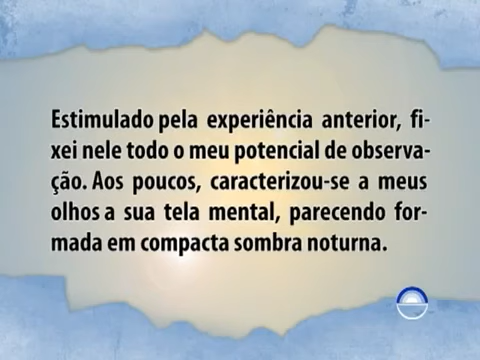 Estimulado pela experiência anterior, fi-
xei nele todo o meu potencial de observa-
ção. Aos poucos, caracterizou-se a meus
olhos a sua tela mental, parecendo for-
mada em compacta sombra noturna.